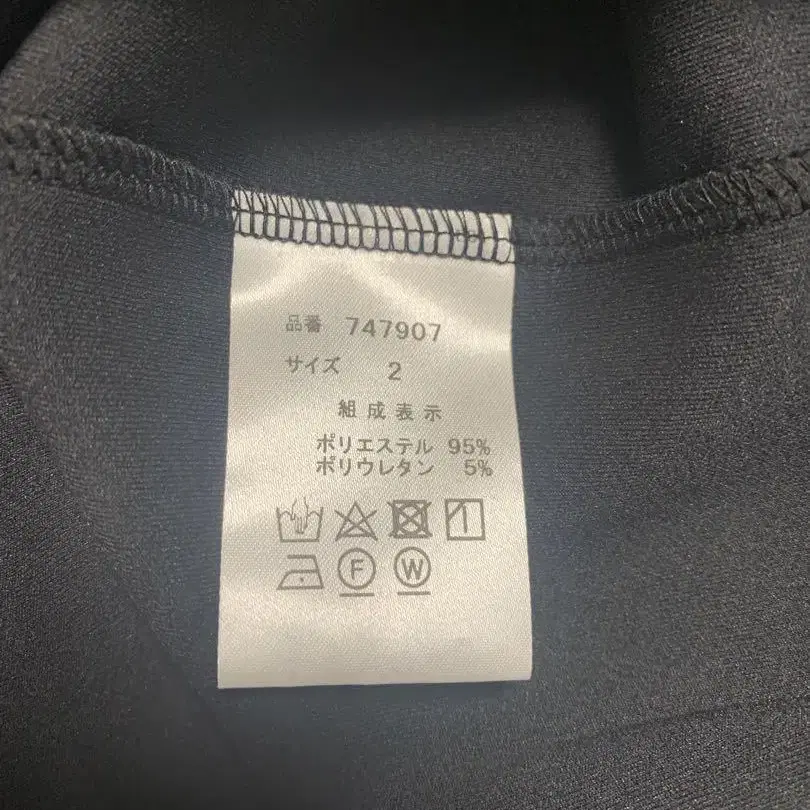 品番 747907
サイズ 2
組成表示
ポリエステル 95%
ポリウレタン 5%
F W